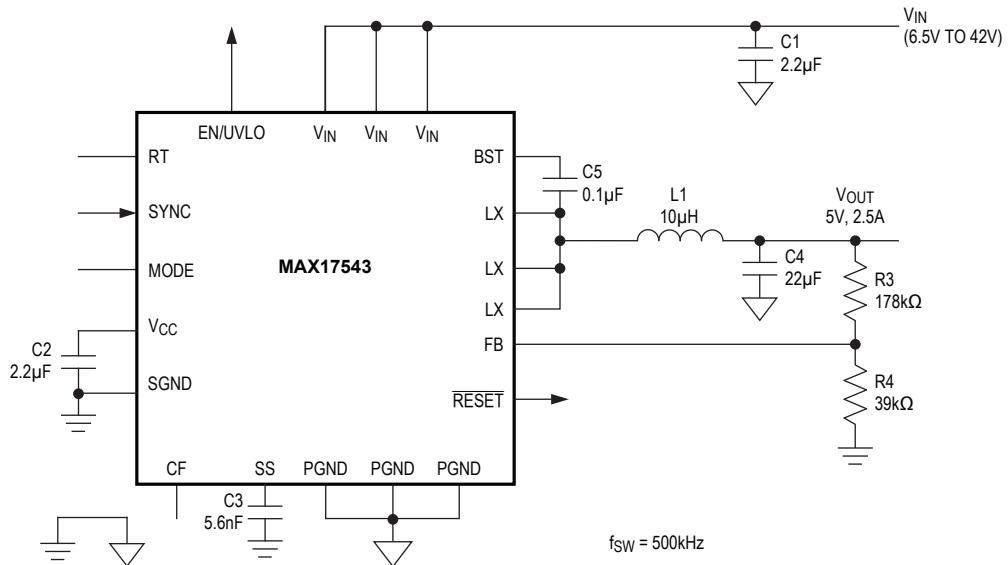 VIN
(6.5V TO 42V)
C1
2.2µF
EN/UVLO
VIN
VIN
VIN
RT
BST
C5
0.1µF
SYNC
LX
L1
10µH
VOUT
5V, 2.5A
MODE
MAX17543
LX
C4
22µF
R3
178kΩ
VCC
LX
C2
2.2µF
FB
SGND
RESET
R4
39kΩ
CF
SS
PGND
PGND
PGND
C3
5.6nF
fSW = 500kHz